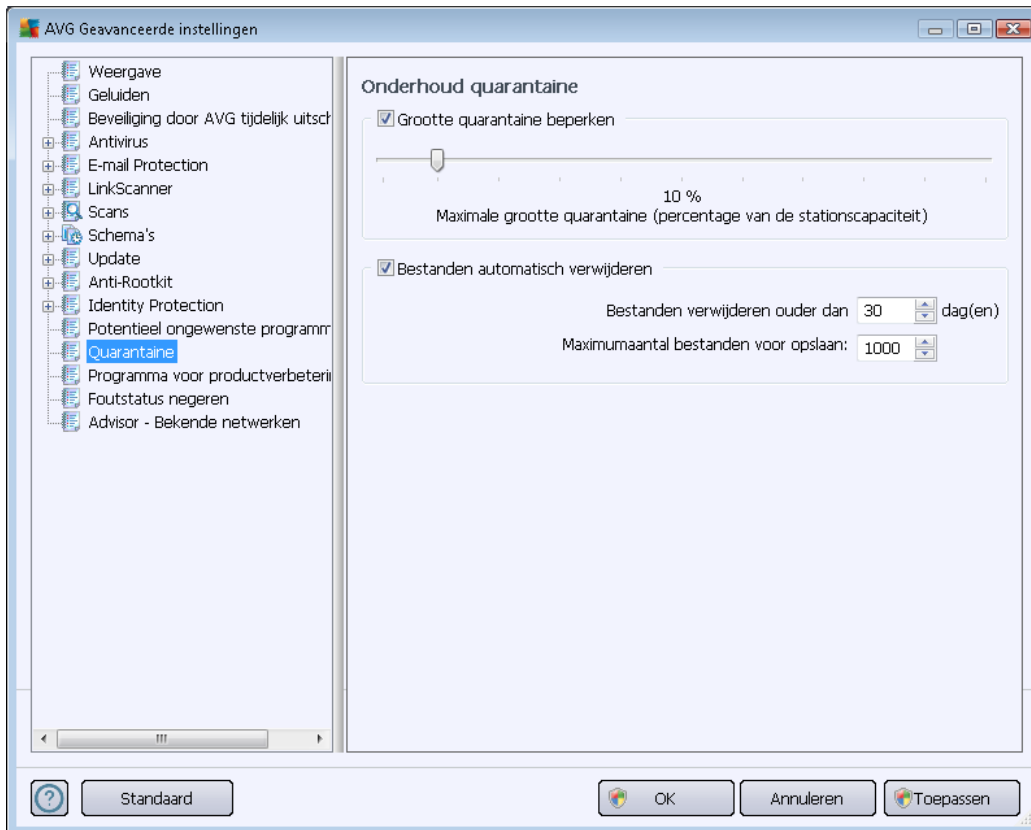 AVG Geavanceerde instellingen
Weergave
Geluiden
Beveiliging door AVG tijdelijk uitsch
Antivirus
E-mail Protection
LinkScanner
Scans
Schema's
Update
Anti-Rootkit
Identity Protection
Potentieel ongewenste programm
Quarantaine
Programma voor productverbeterin
Foutstatus negeren
Advisor - Bekende netwerken
Onderhoud quarantaine
Grootte quarantaine beperken
10 %
Maximale grootte quarantaine (percentage van de stationscapaciteit)
Bestanden automatisch verwijderen
Bestanden verwijderen ouder dan 30 dag(en)
Maximumaantal bestanden voor opslaan: 1000
? Standaard OK Annuleren Toepassen